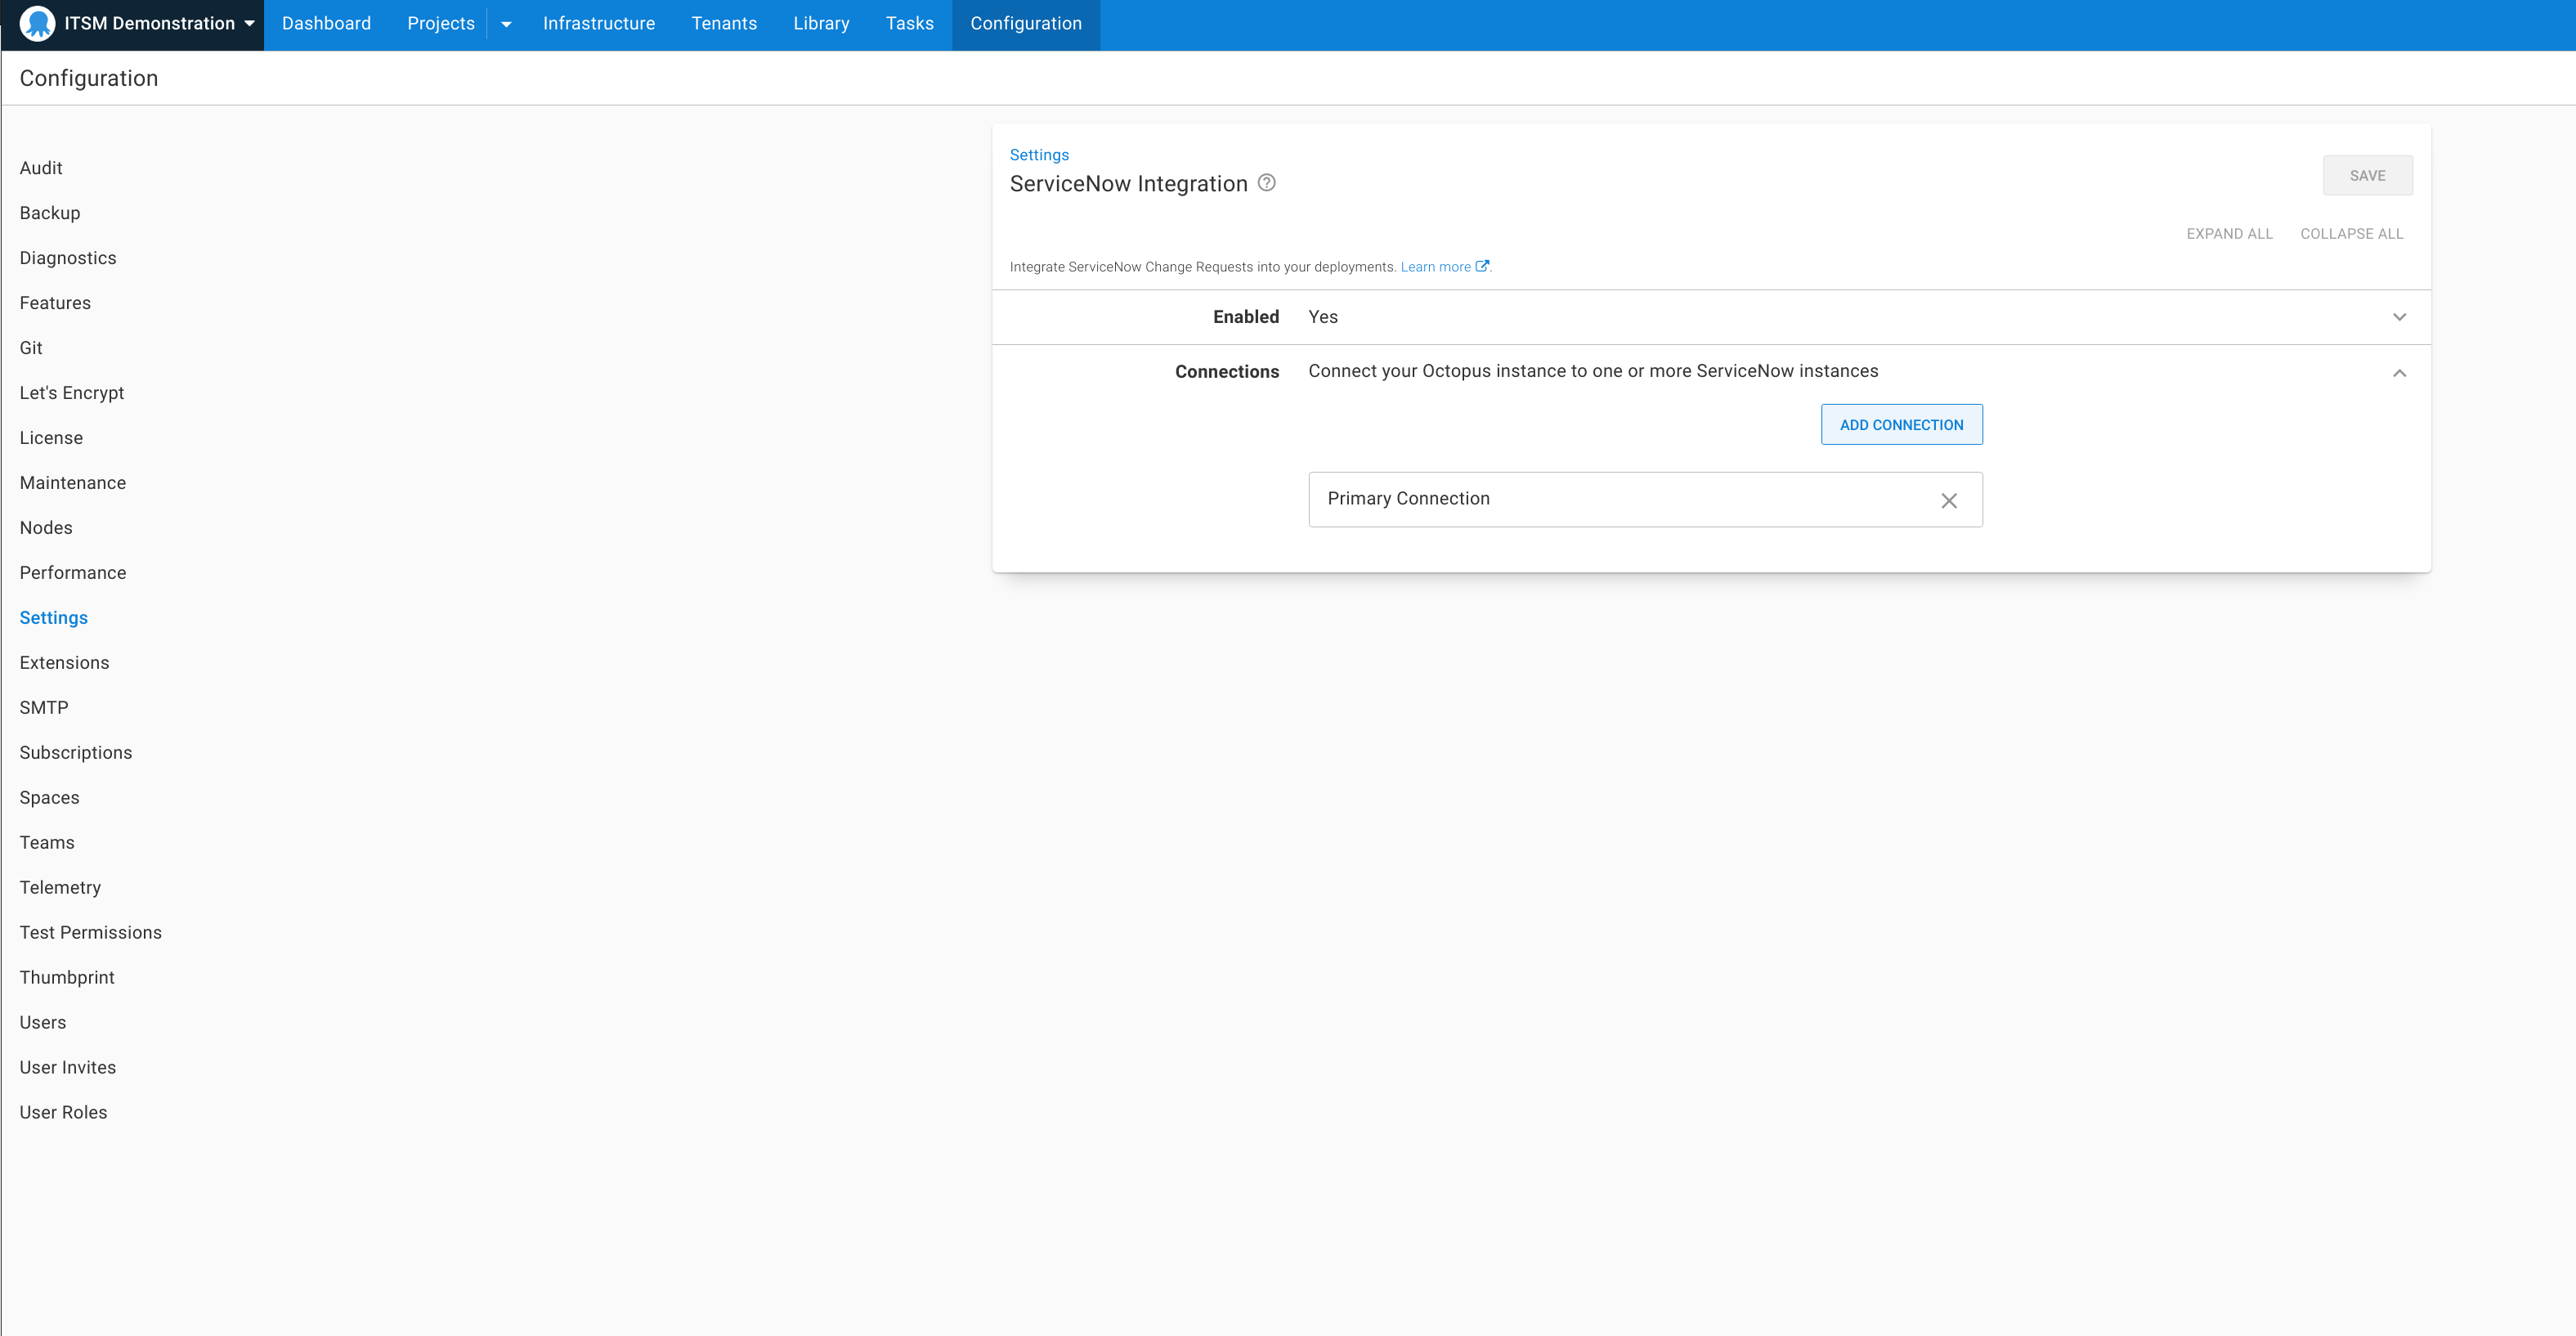 ITSM Demonstration Dashboard Projects Infrastructure Tenants Library Tasks Configuration
Configuration
Audit
Backup
Diagnostics
Features
Git
Let's Encrypt
License
Maintenance
Nodes
Performance
Settings
Extensions
SMTP
Subscriptions
Spaces
Teams
Telemetry
Test Permissions
Thumbprint
Users
User Invites
User Roles
Settings
ServiceNow Integration
SAVE
EXPAND ALL COLLAPSE ALL
Integrate ServiceNow Change Requests into your deployments. Learn more.
Enabled Yes
Connections Connect your Octopus instance to one or more ServiceNow instances
ADD CONNECTION
Primary Connection